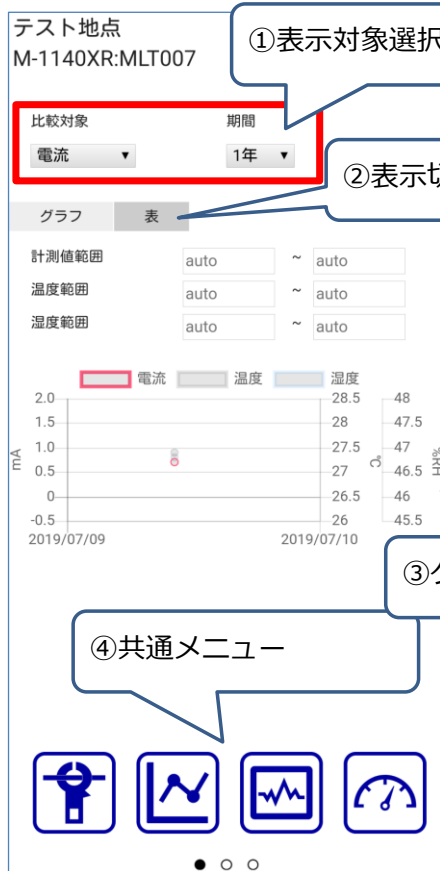 テスト地点
M-1140XR:MLT007
①表示対象選択
比較対象 期間
電流 ▼ 1年 ▼
②表示切
グラフ 表
計測値範囲 auto ~ auto
温度範囲 auto ~ auto
湿度範囲 auto ~ auto
電流 温度 湿度
2.0 28.5 48
1.5 28 47.5
1.0 27.5 47
mA ℃ %RH
0.5 27 46.5
0 26.5 46
-0.5 26 45.5
2019/07/09 2019/07/10
③グ
④共通メニュー